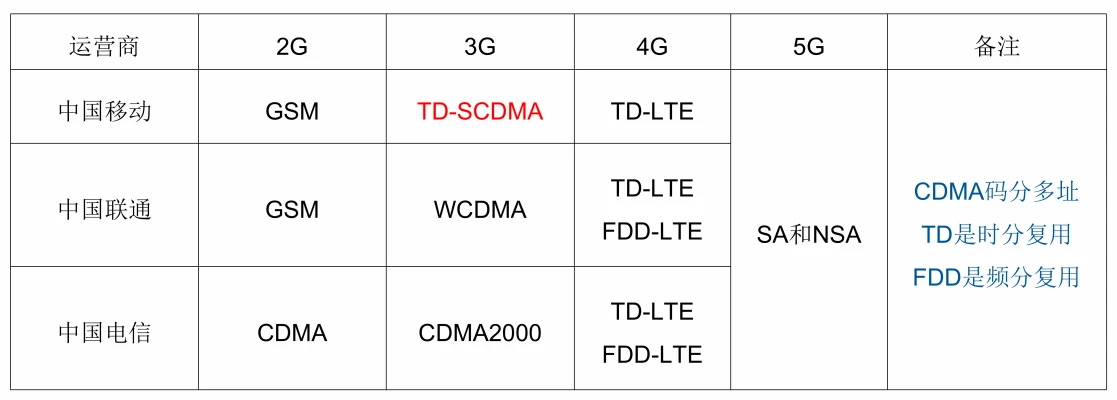 运营商 2G 3G 4G 5G 备注
中国移动 GSM TD-SCDMA TD-LTE
中国联通 GSM WCDMA TD-LTE
FDD-LTE
中国电信 CDMA CDMA2000 TD-LTE
FDD-LTE
SA和NSA
CDMA码分多址
TD是时分复用
FDD是频分复用